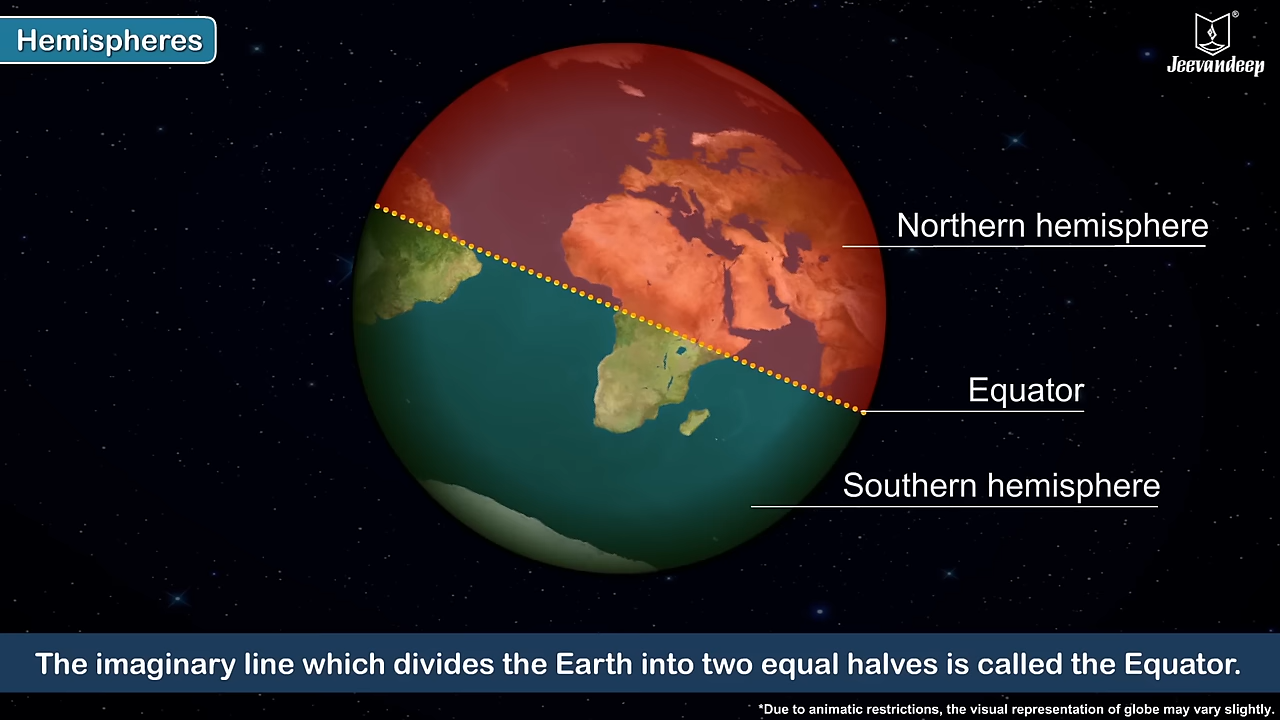 Hemispheres
®
Jeevandeep
Northern hemisphere
Equator
Southern hemisphere
The imaginary line which divides the Earth into two equal halves is called the Equator.
*Due to animatic restrictions, the visual representation of globe may vary slightly.